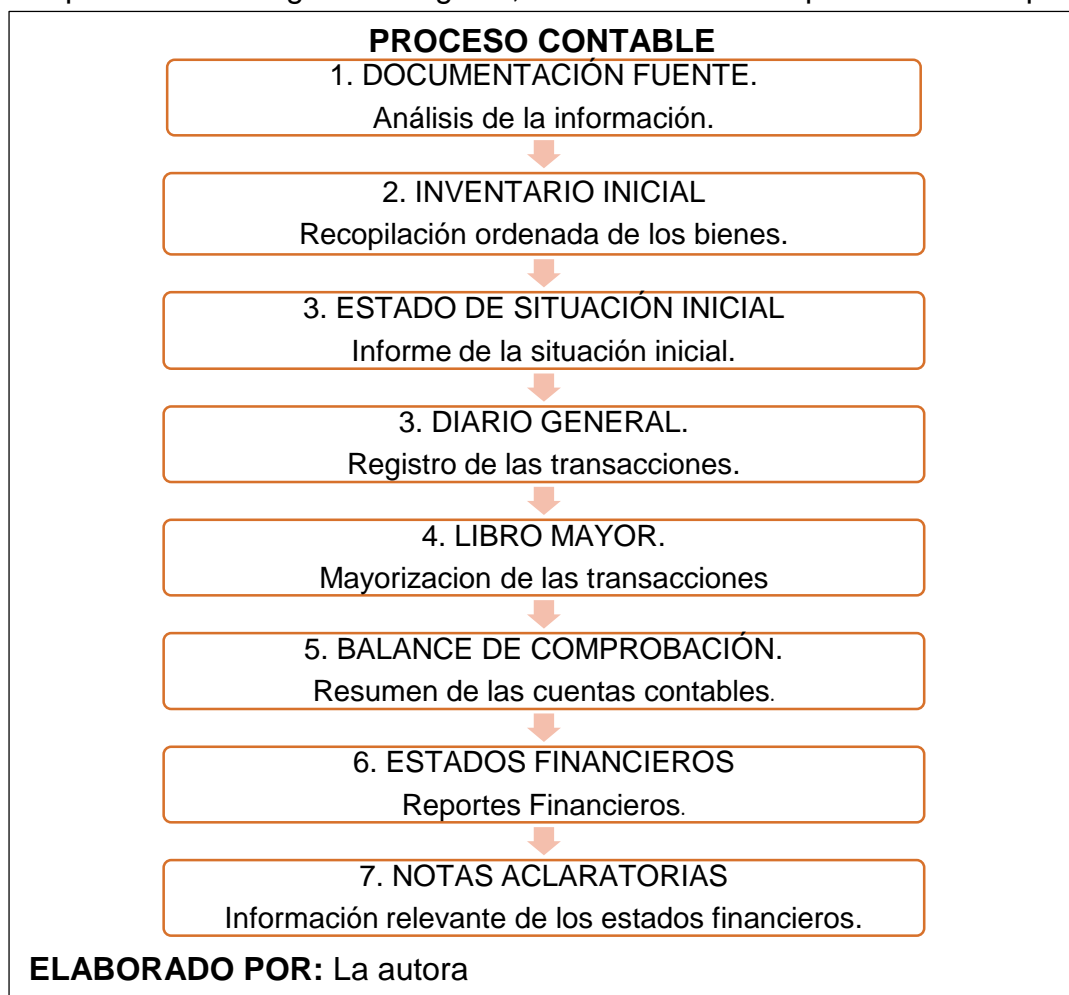 PROCESO CONTABLE
1. DOCUMENTACIÓN FUENTE.
Análisis de la información.
2. INVENTARIO INICIAL
Recopilación ordenada de los bienes.
3. ESTADO DE SITUACIÓN INICIAL
Informe de la situación inicial.
3. DIARIO GENERAL.
Registro de las transacciones.
4. LIBRO MAYOR.
Mayorizacion de las transacciones
5. BALANCE DE COMPROBACIÓN.
Resumen de las cuentas contables.
6. ESTADOS FINANCIEROS
Reportes Financieros.
7. NOTAS ACLARATORIAS
Información relevante de los estados financieros.
ELABORADO POR: La autora